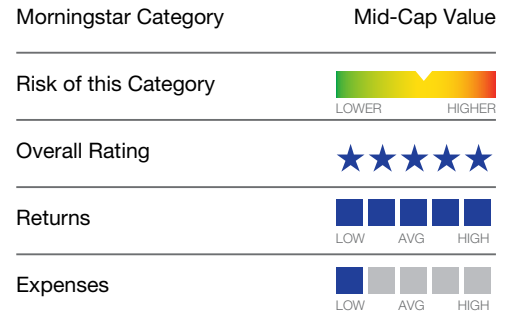 Morningstar Category Mid-Cap Value
Risk of this Category
LOWER HIGHER
Overall Rating
Returns
LOW AVG HIGH
Expenses
LOW AVG HIGH